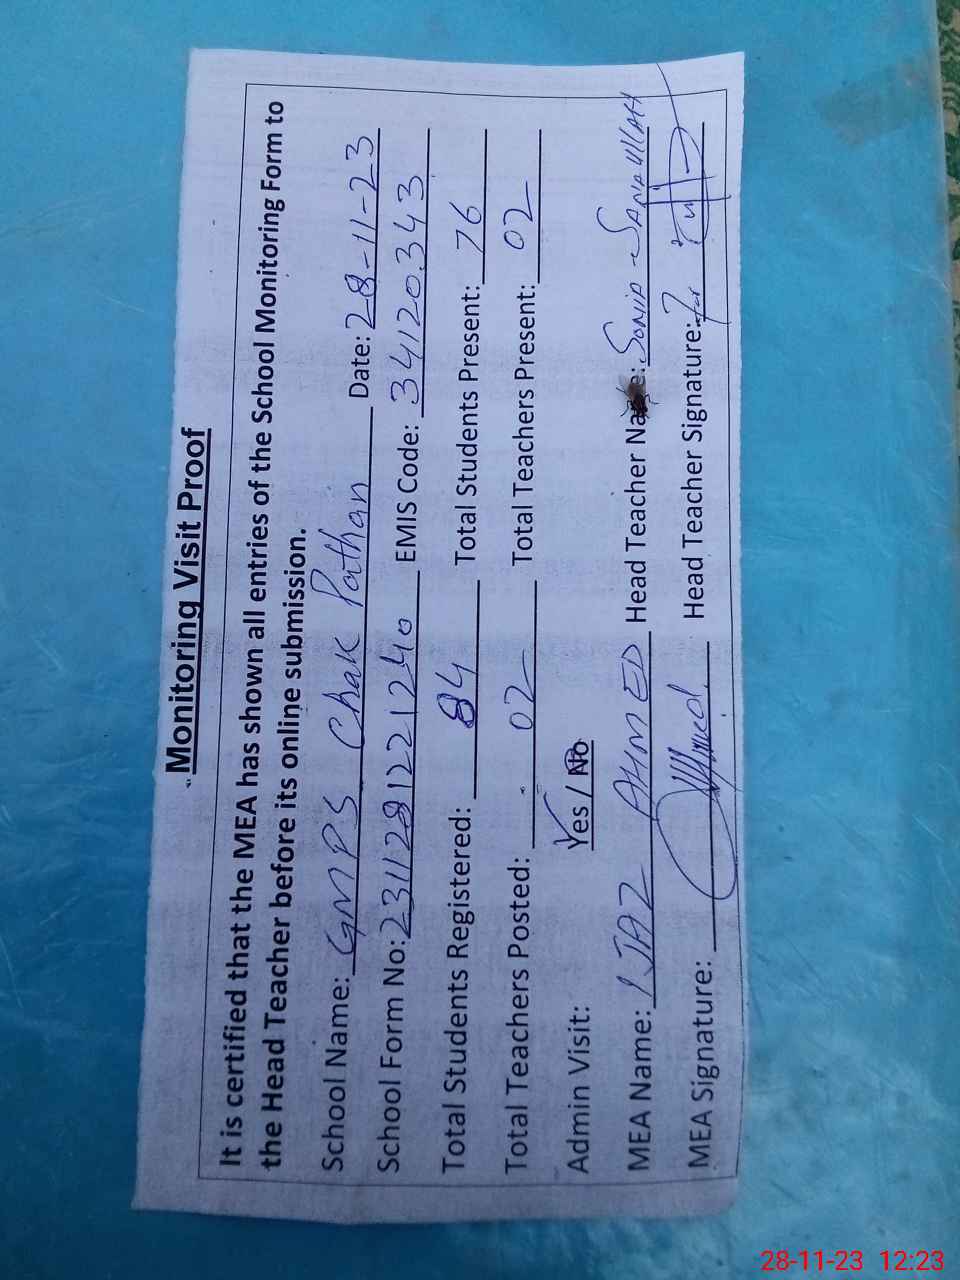 Monitoring Visit Proof
It is certified that the MEA has shown all entries of the School Monitoring Form to
the Head Teacher before its online submission.
School Name: GMPS Chak Pathan Date: 28-11-23
School Form No: 231128122121240 EMIS Code: 34120343
Total Students Registered: 84 Total Students Present: 76
Total Teachers Posted: 02 Total Teachers Present: 02
Admin Visit: Yes / No
MEA Name: IJAZ AHMED Head Teacher Name: Sonia Sanaullah
MEA Signature: Ahmed Head Teacher Signature:
28-11-23 12:23